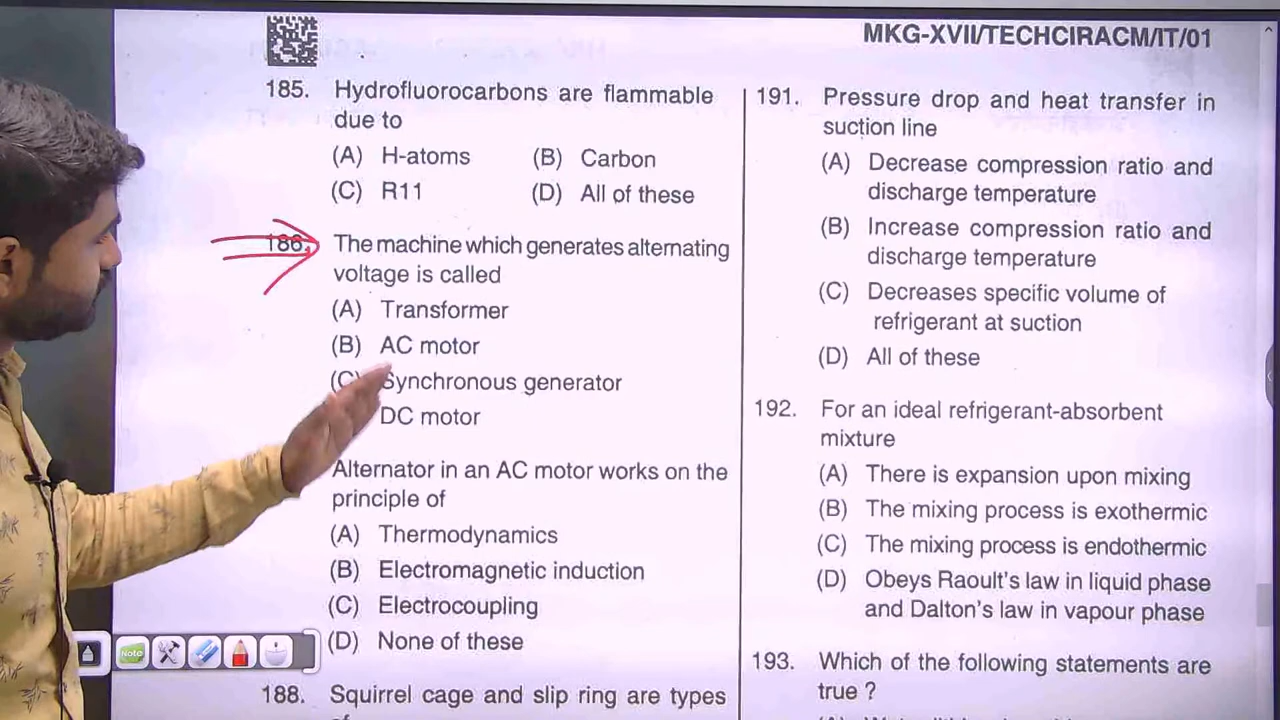 MKG-XVII/TECHCIRACM/IT/01
185. Hydrofluorocarbons are flammable
due to
(A) H-atoms (B) Carbon
(C) R11 (D) All of these
186. The machine which generates alternating
voltage is called
(A) Transformer
(B) AC motor
(C) Synchronous generator
DC motor
Alternator in an AC motor works on the
principle of
(A) Thermodynamics
(B) Electromagnetic induction
(C) Electrocoupling
(D) None of these
188. Squirrel cage and slip ring are types
191. Pressure drop and heat transfer in
suction line
(A) Decrease compression ratio and
discharge temperature
(B) Increase compression ratio and
discharge temperature
(C) Decreases specific volume of
refrigerant at suction
(D) All of these
192. For an ideal refrigerant-absorbent
mixture
(A) There is expansion upon mixing
(B) The mixing process is exothermic
(C) The mixing process is endothermic
(D) Obeys Raoult's law in liquid phase
and Dalton's law in vapour phase
193. Which of the following statements are
true ?
Note